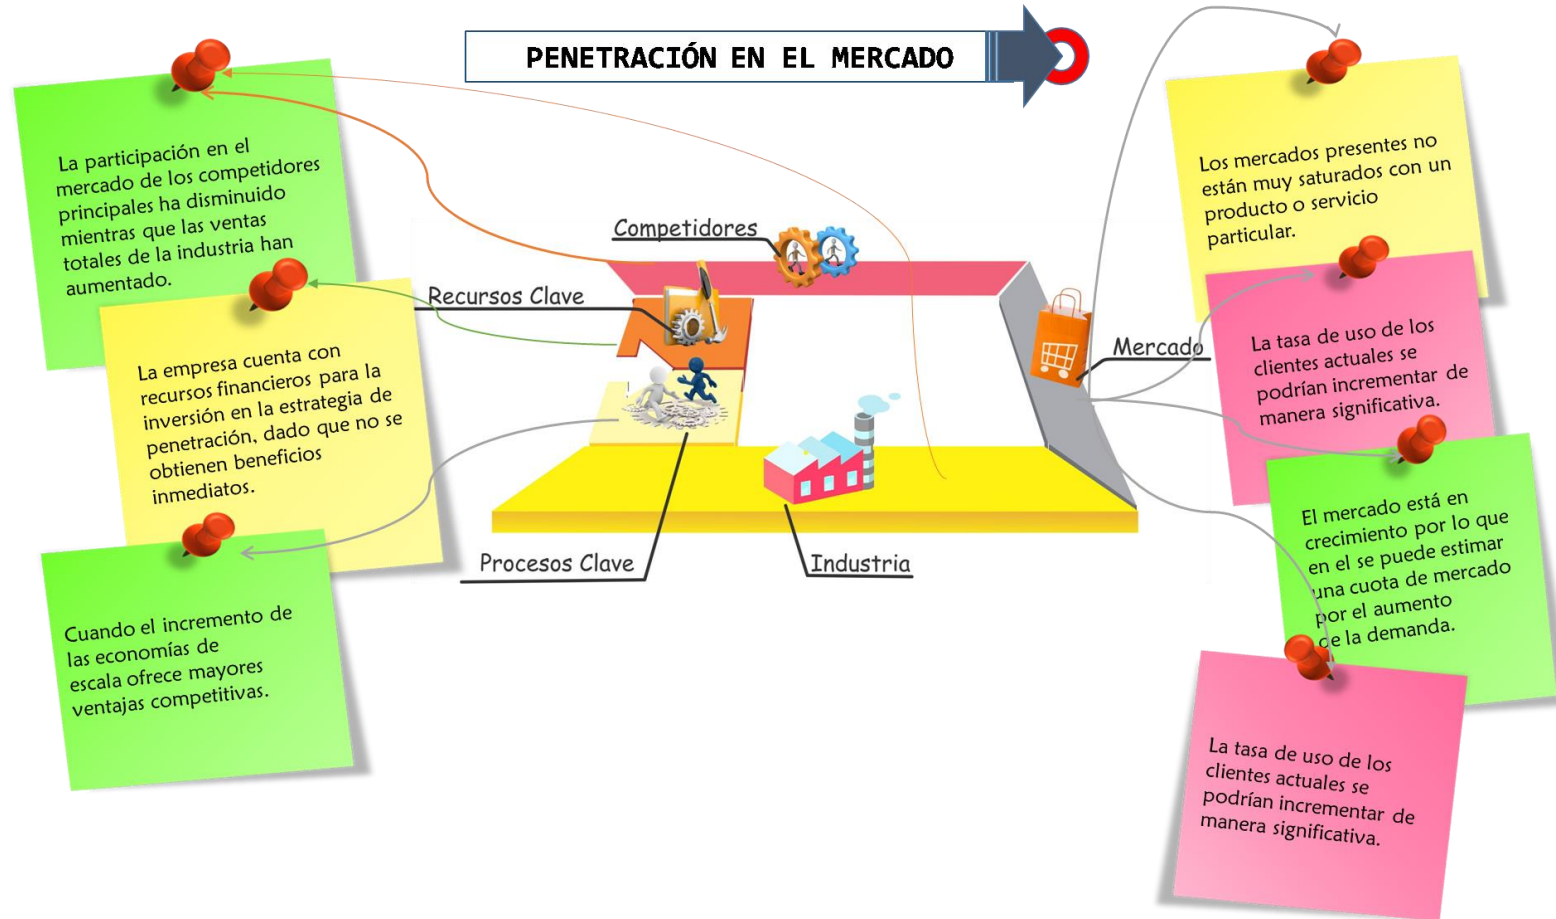 PENETRACIÓN EN EL MERCADO
La participación en el
mercado de los competidores
principales ha disminuido
mientras que las ventas
totales de la industria han
aumentado.
La empresa cuenta con
recursos financieros para la
inversión en la estrategia de
penetración, dado que no se
obtienen beneficios
inmediatos.
Cuando el incremento de
las economías de
escala ofrece mayores
ventajas competitivas.
Competidores
Recursos Clave
Mercado
Procesos Clave
Industria
Los mercados presentes no
están muy saturados con un
producto o servicio
particular.
La tasa de uso de los
clientes actuales se
podrían incrementar de
manera significativa.
El mercado está en
crecimiento por lo que
en el se puede estimar
una cuota de mercado
por el aumento
de la demanda.
La tasa de uso de los
clientes actuales se
podrían incrementar de
manera significativa.